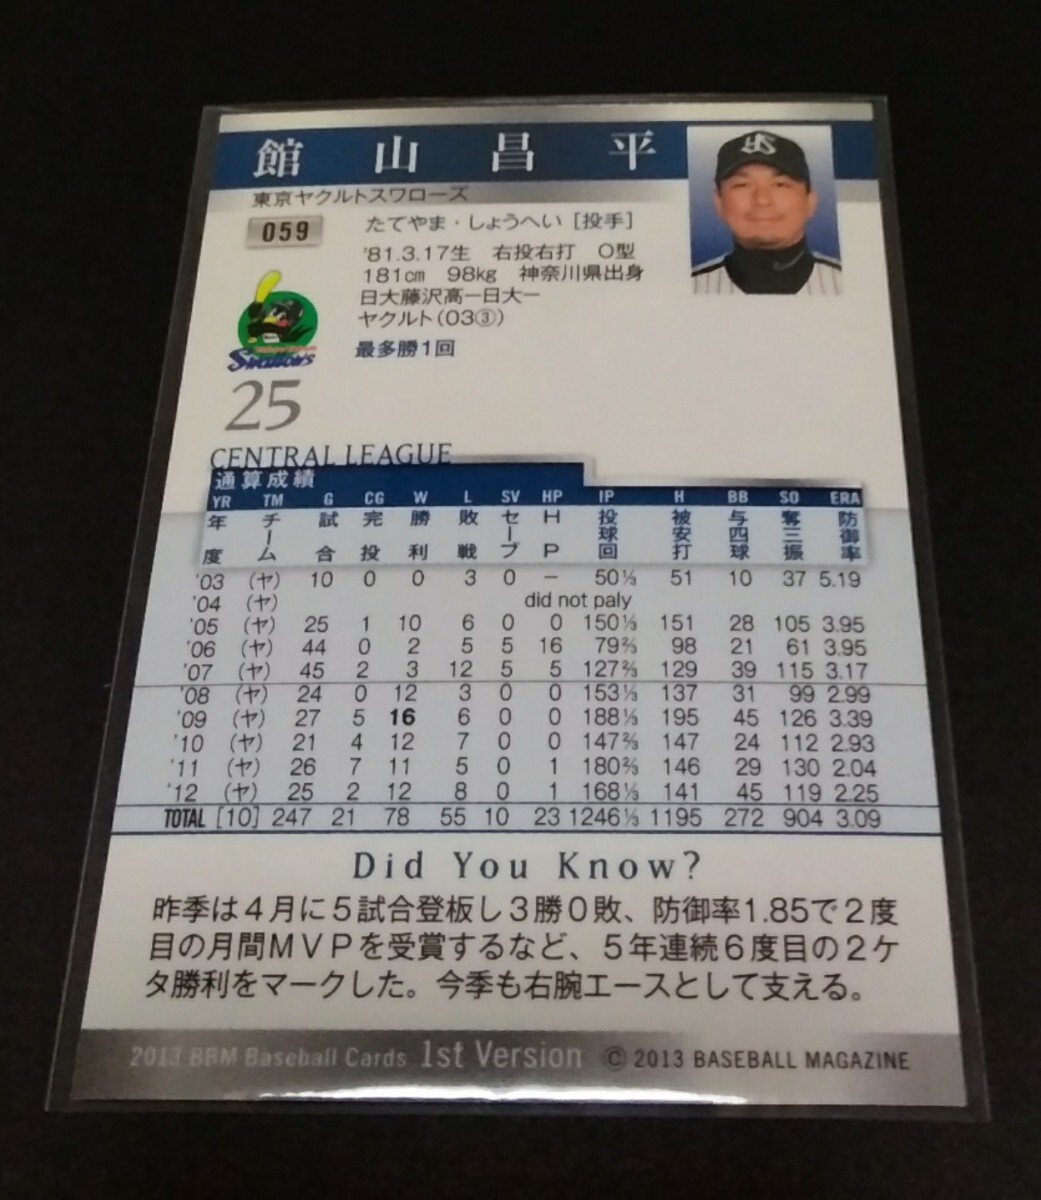 館山昌平
東京ヤクルトスワローズ
059
たてやま・しょうへい [投手]
'81.3.17生 右投右打 O型
181cm 98kg 神奈川県出身
日大藤沢高ー日大ー
ヤクルト(03③)
最多勝1回
Swallows
25
CENTRAL LEAGUE
通算成績
YR TM G CG W L SV HP IP H BB SO ERA
年度 チーム 試合 完投 勝利 敗戦 セーブ HP 投球回 被安打 与四球 奪三振 防御率
'03 (ヤ) 10 0 0 3 0 − 50⅓ 51 10 37 5.19
'04 (ヤ) did not paly
'05 (ヤ) 25 1 10 6 0 0 150⅓ 151 28 105 3.95
'06 (ヤ) 44 0 2 5 5 16 79⅔ 98 21 61 3.95
'07 (ヤ) 45 2 3 12 5 5 127⅔ 129 39 115 3.17
'08 (ヤ) 24 0 12 3 0 0 153⅓ 137 31 99 2.99
'09 (ヤ) 27 5 16 6 0 0 188⅓ 195 45 126 3.39
'10 (ヤ) 21 4 12 7 0 0 147⅔ 147 24 112 2.93
'11 (ヤ) 26 7 11 5 0 1 180⅔ 146 29 130 2.04
'12 (ヤ) 25 2 12 8 0 1 168⅓ 141 45 119 2.25
TOTAL [10] 247 21 78 55 10 23 1246⅓ 1195 272 904 3.09
Did You Know?
昨季は4月に5試合登板し3勝0敗、防御率1.85で2度
目の月間MVPを受賞するなど、5年連続6度目の2ケ
タ勝利をマークした。今季も右腕エースとして支える。
2013 BBM Baseball Cards 1st Version © 2013 BASEBALL MAGAZINE